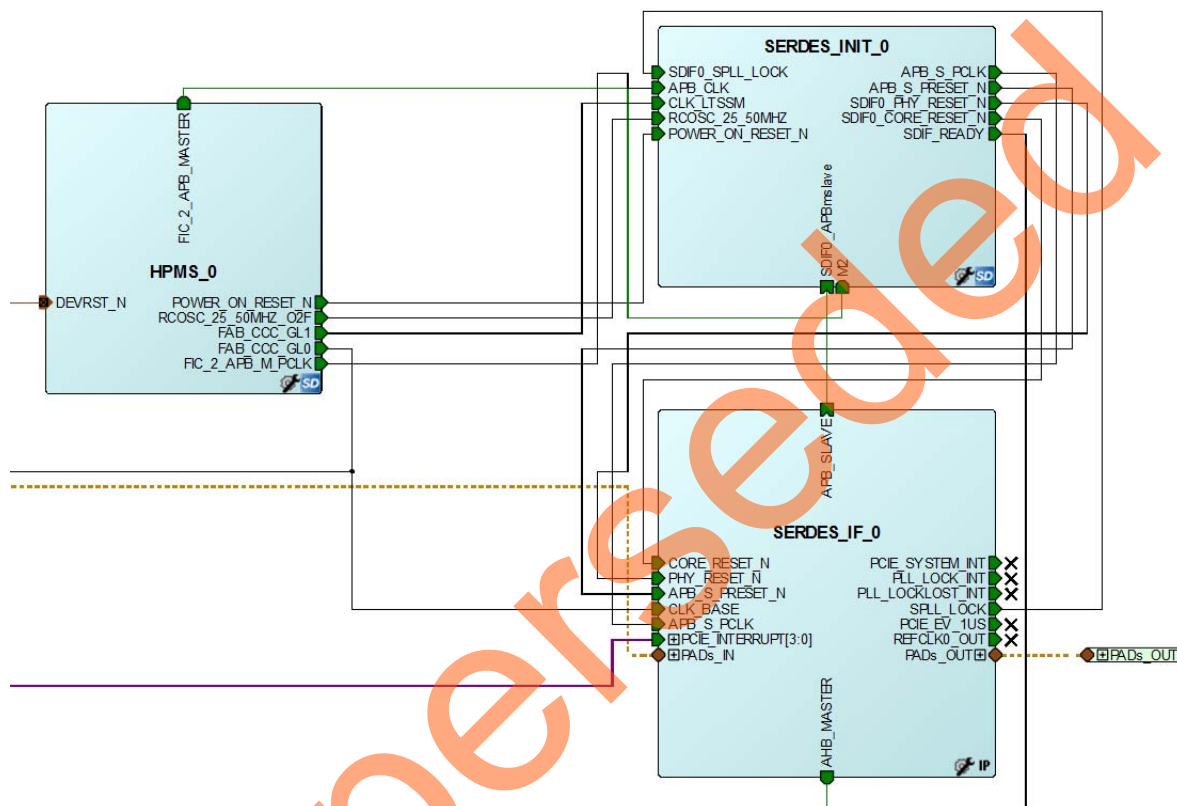 SERDES_INIT_0
SDIF0_SPLL_LOCK
APB_CLK
CLK_LTSSM
RCOSC_25_50MHZ
POWER_ON_RESET_N
APB_S_PCLK
APB_S_PRESET_N
SDIF0_PHY_RESET_N
SDIF0_CORE_RESET_N
SDIF_READY
SDIF0_APBmslave
M2
SD
FIC_2_APB_MASTER
HPMS_0
DEVRST_N
POWER_ON_RESET_N
RCOSC_25_50MHZ_O2F
FAB_CCC_GL1
FAB_CCC_GL0
FIC_2_APB_M_PCLK
SD
APB_SLAVE
SERDES_IF_0
CORE_RESET_N
PHY_RESET_N
APB_S_PRESET_N
CLK_BASE
APB_S_PCLK
PCIE_INTERRUPT[3:0]
PADs_IN
PCIE_SYSTEM_INT
PLL_LOCK_INT
PLL_LOCKLOST_INT
SPLL_LOCK
PCIE_EV_1US
REFCLK0_OUT
PADs_OUT
PADs_OUT
AHB_MASTER
IP
perseded